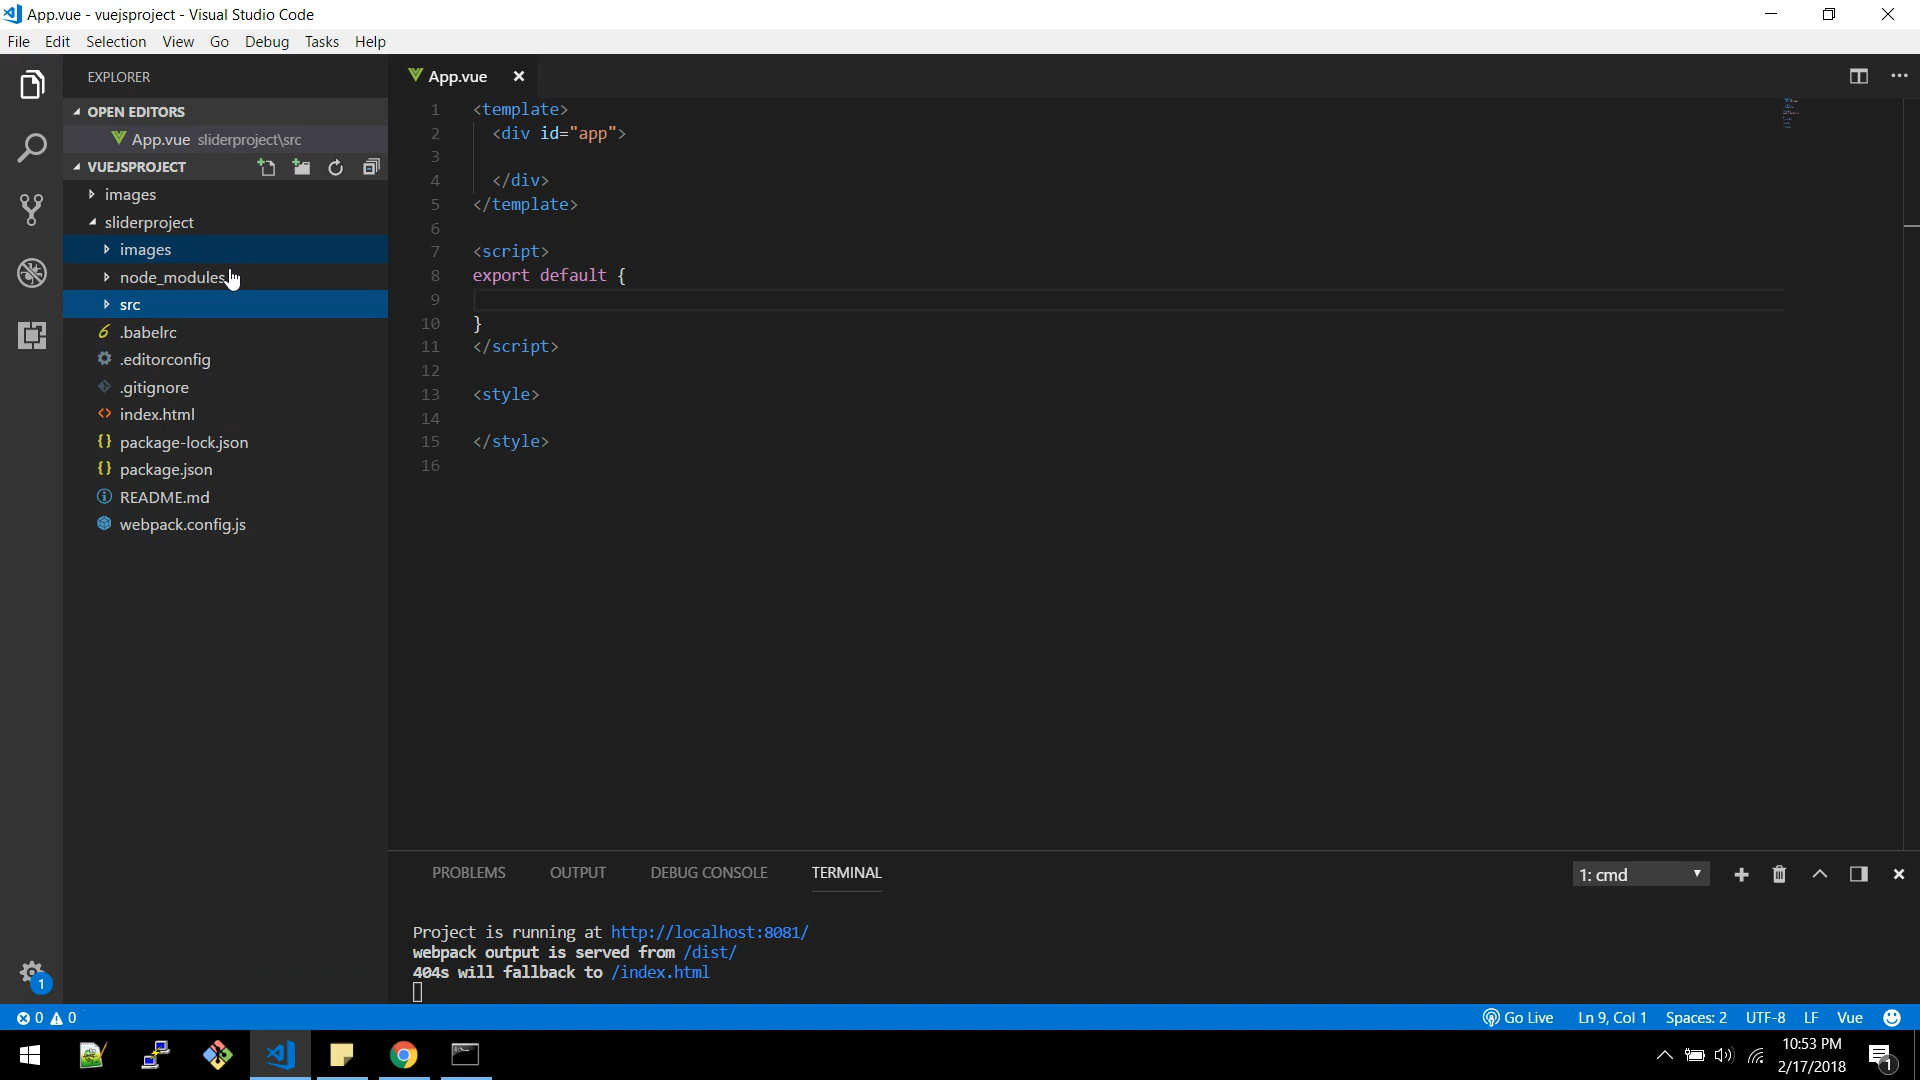 App.vue - vuejsproject - Visual Studio Code
File Edit Selection View Go Debug Tasks Help
EXPLORER
OPEN EDITORS
App.vue sliderproject\src
VUEJSPROJECT
images
sliderproject
images
node_modules
src
.babelrc
.editorconfig
.gitignore
index.html
package-lock.json
package.json
README.md
webpack.config.js
1
App.vue
1 <template>
2 <div id="app">
3
4 </div>
5 </template>
6
7 <script>
8 export default {
9
10 }
11 </script>
12
13 <style>
14
15 </style>
16
PROBLEMS OUTPUT DEBUG CONSOLE TERMINAL
1: cmd
Project is running at http://localhost:8081/
webpack output is served from /dist/
404s will fallback to /index.html
0 0
Go Live Ln 9, Col 1 Spaces: 2 UTF-8 LF Vue
10:53 PM
2/17/2018
1